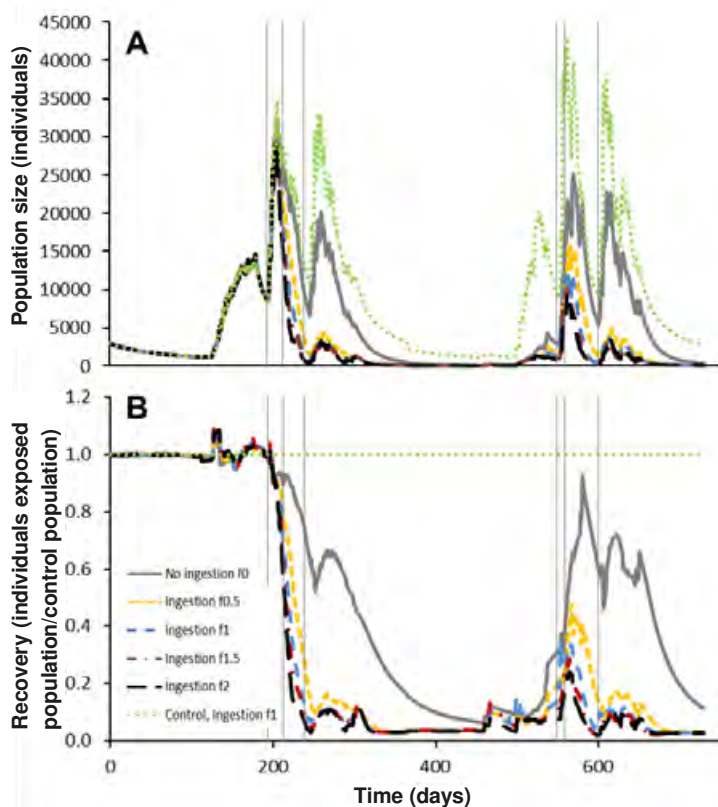 A
45000
40000
35000
30000
25000
20000
15000
10000
5000
0
Population size (individuals)
B
1.2
1.0
0.8
0.6
0.4
0.2
0.0
Recovery (individuals exposed
population/control population)
No ingestion f0
Ingestion f0.5
Ingestion f1
Ingestion f1.5
Ingestion f2
Control, Ingestion f1
0 200 400 600
Time (days)